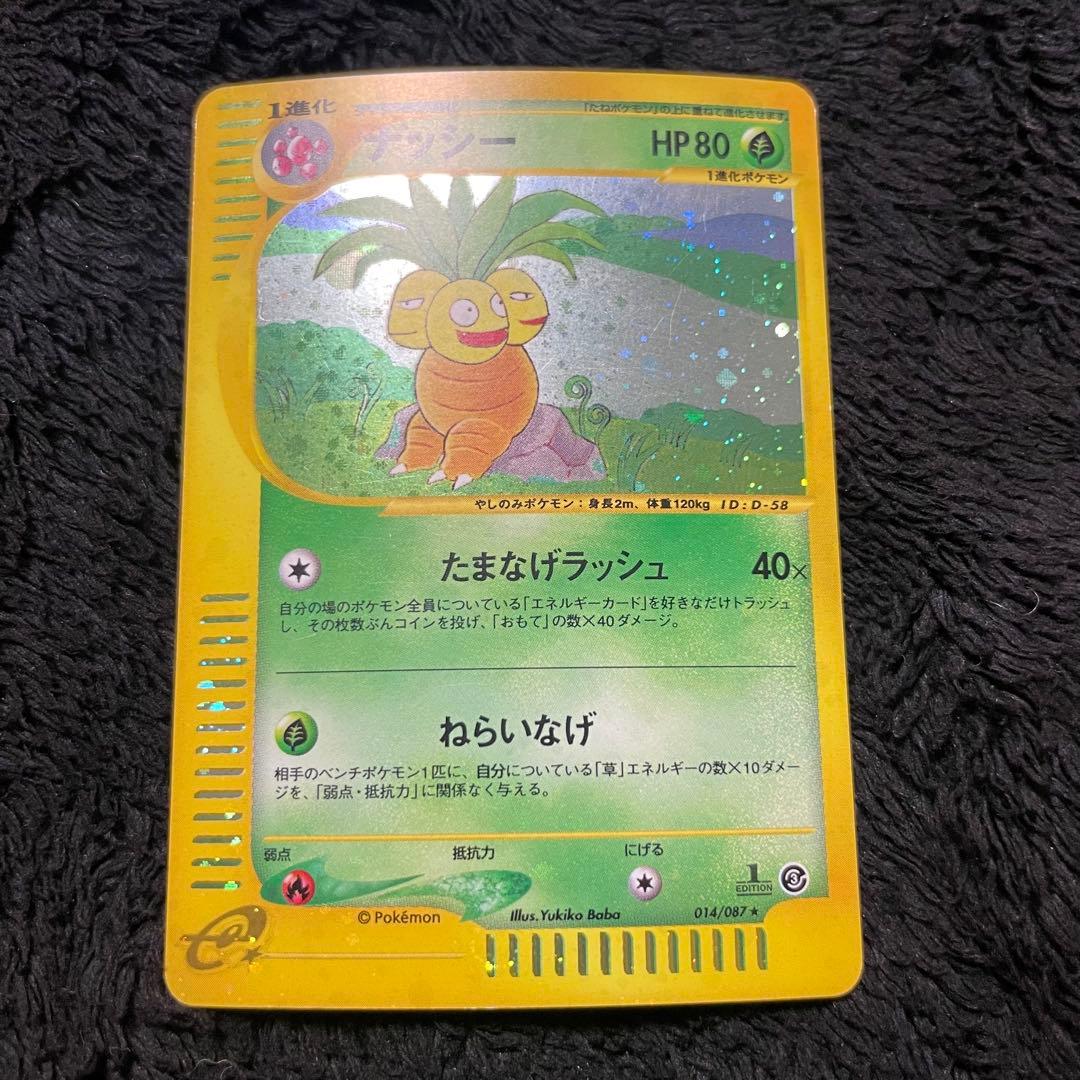 1進化
「たねポケモン」の上に重ねて進化させます。
ナッシー
HP80
1進化ポケモン
やしのみポケモン：身長2m、体重120kg ID:D-58
たまなげラッシュ 40×
自分の場のポケモン全員についている「エネルギーカード」を好きなだけトラッシュ
し、その枚数ぶんコインを投げ、「おもて」の数×40ダメージ。
ねらいなげ
相手のベンチポケモン1匹に、自分についている「草」エネルギーの数×10ダメー
ジを、「弱点・抵抗力」に関係なく与える。
弱点 抵抗力 にげる
1
EDITION
3
© Pokémon Illus. Yukiko Baba 014/087★
e